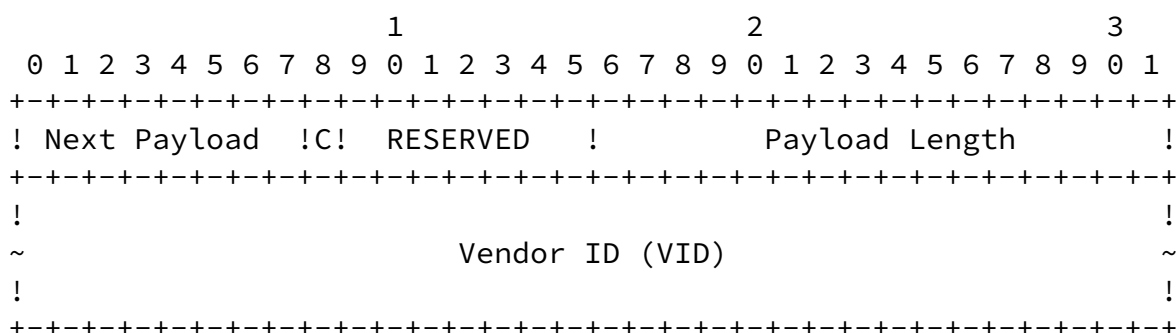 1                   2                   3
 0 1 2 3 4 5 6 7 8 9 0 1 2 3 4 5 6 7 8 9 0 1 2 3 4 5 6 7 8 9 0 1
+-+-+-+-+-+-+-+-+-+-+-+-+-+-+-+-+-+-+-+-+-+-+-+-+-+-+-+-+-+-+-+-+
! Next Payload  !C!  RESERVED   !         Payload Length        !
+-+-+-+-+-+-+-+-+-+-+-+-+-+-+-+-+-+-+-+-+-+-+-+-+-+-+-+-+-+-+-+-+
!                                                               !
~                        Vendor ID (VID)                        ~
!                                                               !
+-+-+-+-+-+-+-+-+-+-+-+-+-+-+-+-+-+-+-+-+-+-+-+-+-+-+-+-+-+-+-+-+